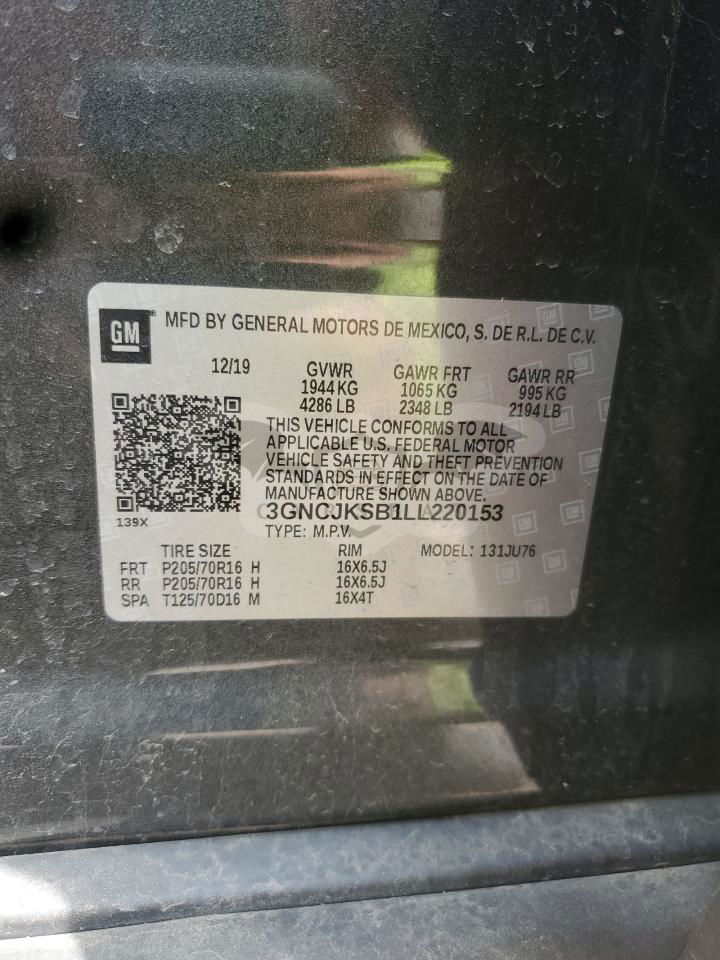 GM
MFD BY GENERAL MOTORS DE MEXICO, S. DE R.L. DE C.V.
12/19 GVWR GAWR FRT GAWR RR
1944 KG 1065 KG 995 KG
4286 LB 2348 LB 2194 LB
THIS VEHICLE CONFORMS TO ALL
APPLICABLE U.S. FEDERAL MOTOR
VEHICLE SAFETY AND THEFT PREVENTION
STANDARDS IN EFFECT ON THE DATE OF
MANUFACTURE SHOWN ABOVE.
3GNCJKSB1LL220153
139X
TYPE: M.P.V.
TIRE SIZE RIM MODEL: 131JU76
FRT P205/70R16 H 16X6.5J
RR P205/70R16 H 16X6.5J
SPA T125/70D16 M 16X4T